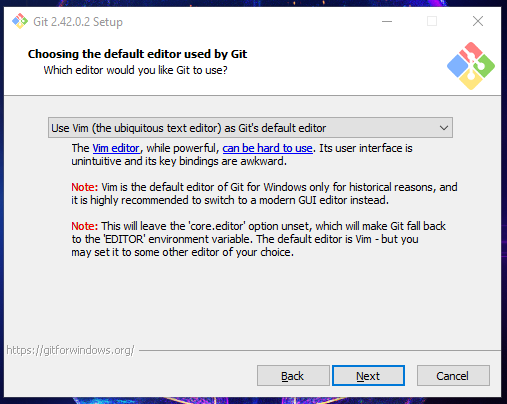 Git 2.42.0.2 Setup
Choosing the default editor used by Git
Which editor would you like Git to use?
Use Vim (the ubiquitous text editor) as Git's default editor
The Vim editor, while powerful, can be hard to use. Its user interface is
unintuitive and its key bindings are awkward.
Note: Vim is the default editor of Git for Windows only for historical reasons, and
it is highly recommended to switch to a modern GUI editor instead.
Note: This will leave the 'core.editor' option unset, which will make Git fall back
to the 'EDITOR' environment variable. The default editor is Vim - but you
may set it to some other editor of your choice.
https://gitforwindows.org/
Back Next Cancel